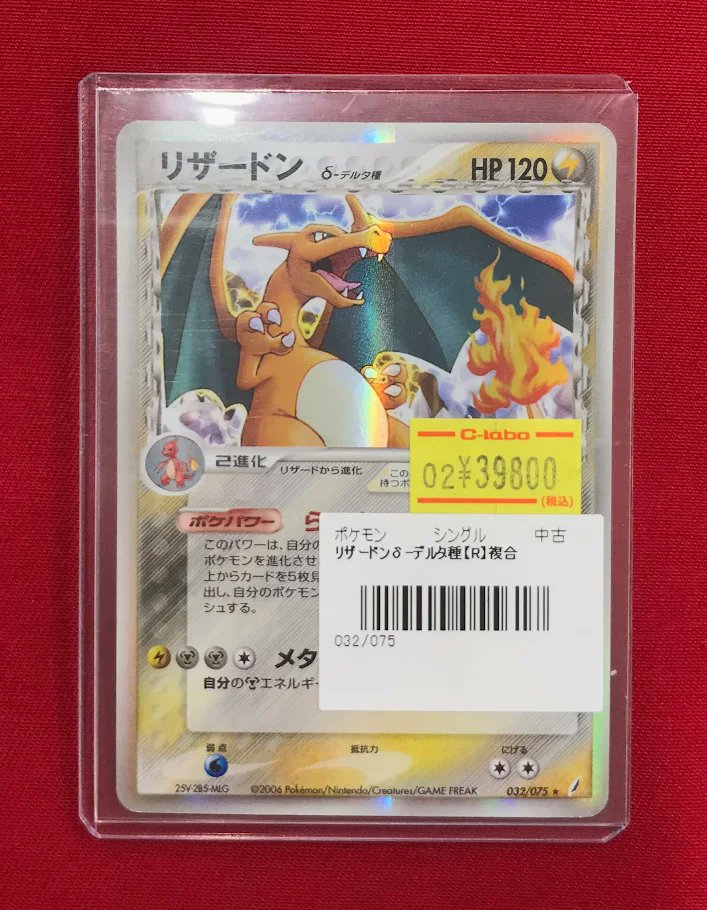 リザードン δ-デルタ種 HP120
2進化 リザードから進化
この
持つポ
C-labo
02¥39800
(税込)
ポケパワー
このパワーは、自分の
ポケモンを進化させ
上からカードを5枚見
出し、自分のポケモン
シュする。
ポケモン シングル 中古
リザードンδ-デルタ種【R】複合
032/075
メタ
自分のエネルギー
弱点 抵抗力 にげる
25V-2B5-MLG ©2006 Pokémon/Nintendo/Creatures/GAME FREAK 032/075 ★